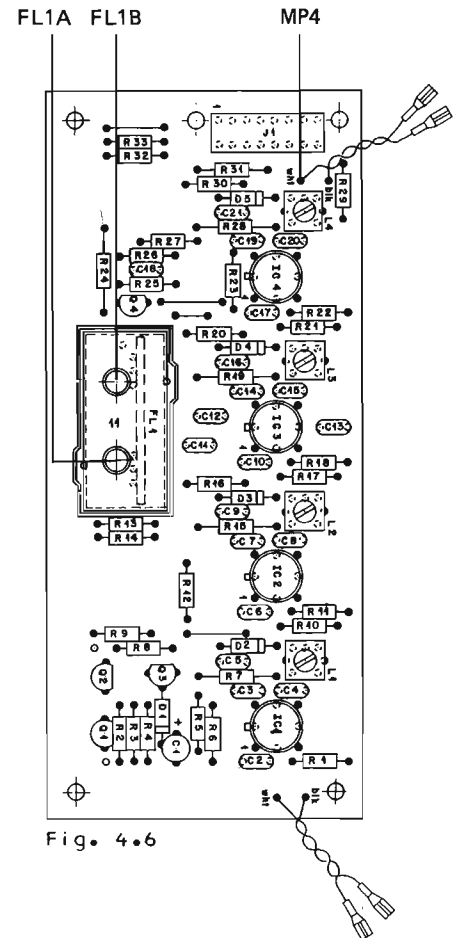 FL1A FL1B MP4
J1
R33
R32
R31
R30
wht blk
R29
D5
C21
L4
R28
R27
C19 C20
R26
R24
C18
R23
IC4
R25
Q4
C17
R22
R21
R20
D4
L3
C16
R19
C14 C15
11
FL1
C12
IC3
C13
C11
C10
R18
R17
R16
D3
C9
L2
R13
R15
R14
C7 C8
IC2
R12
C6
R11
R10
R9
R8
D2
C5
L1
Q2
Q3
R7
C3 C4
D1
+
Q1
R2
R3
R4
C1
R5
R6
IC1
C2
R1
wht blk
Fig. 4.6